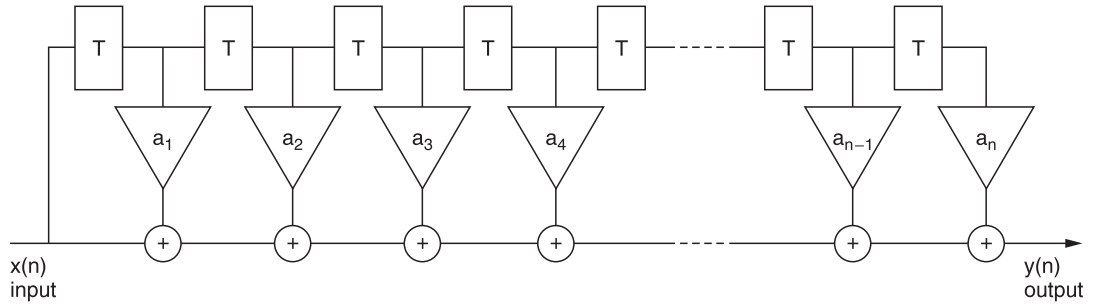 T T T T T T T
a₁ a₂ a₃ a₄ aₙ₋₁ aₙ
+ + + + + +
x(n) y(n)
input output